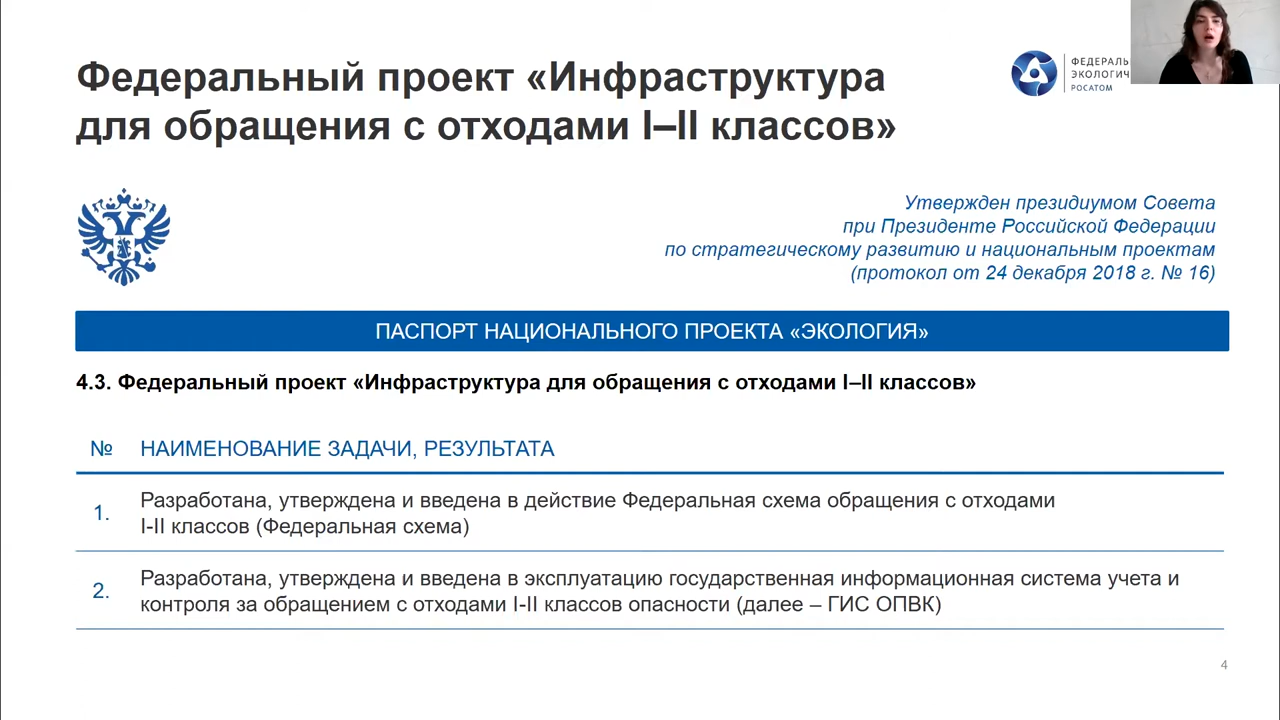 Федеральный проект «Инфраструктура
для обращения с отходами I–II классов»
РОСАТОМ
Утвержден президиумом Совета
при Президенте Российской Федерации
по стратегическому развитию и национальным проектам
(протокол от 24 декабря 2018 г. № 16)
ПАСПОРТ НАЦИОНАЛЬНОГО ПРОЕКТА «ЭКОЛОГИЯ»
4.3. Федеральный проект «Инфраструктура для обращения с отходами I–II классов»
№ НАИМЕНОВАНИЕ ЗАДАЧИ, РЕЗУЛЬТАТА
1. Разработана, утверждена и введена в действие Федеральная схема обращения с отходами
I-II классов (Федеральная схема)
2. Разработана, утверждена и введена в эксплуатацию государственная информационная система учета и
контроля за обращением с отходами I-II классов опасности (далее – ГИС ОПВК)
4